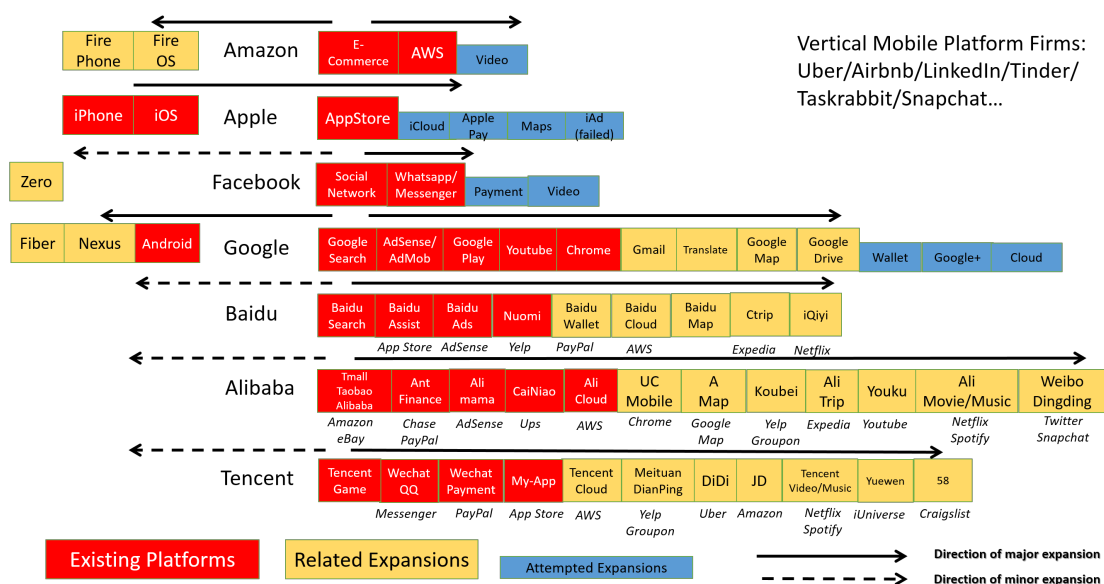 Fire
Phone
Fire
OS
Amazon
E-
Commerce
AWS
Video
Vertical Mobile Platform Firms:
Uber/Airbnb/LinkedIn/Tinder/
Taskrabbit/Snapchat...
iPhone
iOS
Apple
AppStore
iCloud
Apple
Pay
Maps
iAd
(failed)
Zero
Facebook
Social
Network
Whatsapp/
Messenger
Payment
Video
Fiber
Nexus
Android
Google
Google
Search
AdSense/
AdMob
Google
Play
Youtube
Chrome
Gmail
Translate
Google
Map
Google
Drive
Wallet
Google+
Cloud
Baidu
Baidu
Search
Baidu
Assist
Baidu
Ads
Nuomi
Baidu
Wallet
Baidu
Cloud
Baidu
Map
Ctrip
iQiyi
App Store
AdSense
Yelp
PayPal
AWS
Expedia
Netflix
Alibaba
Tmall
Taobao
Alibaba
Ant
Finance
Ali
mama
CaiNiao
Ali
Cloud
UC
Mobile
A
Map
Koubei
Ali
Trip
Youku
Ali
Movie/Music
Weibo
Dingding
Amazon
eBay
Chase
PayPal
AdSense
Ups
AWS
Chrome
Google
Map
Yelp
Groupon
Expedia
Youtube
Netflix
Spotify
Twitter
Snapchat
Tencent
Tencent
Game
Wechat
QQ
Wechat
Payment
My-App
Tencent
Cloud
Meituan
DianPing
DiDi
JD
Tencent
Video/Music
Yuewen
58
Messenger
PayPal
App Store
AWS
Yelp
Groupon
Uber
Amazon
Netflix
Spotify
iUniverse
Craigslist
Existing Platforms
Related Expansions
Attempted Expansions
Direction of major expansion
Direction of minor expansion